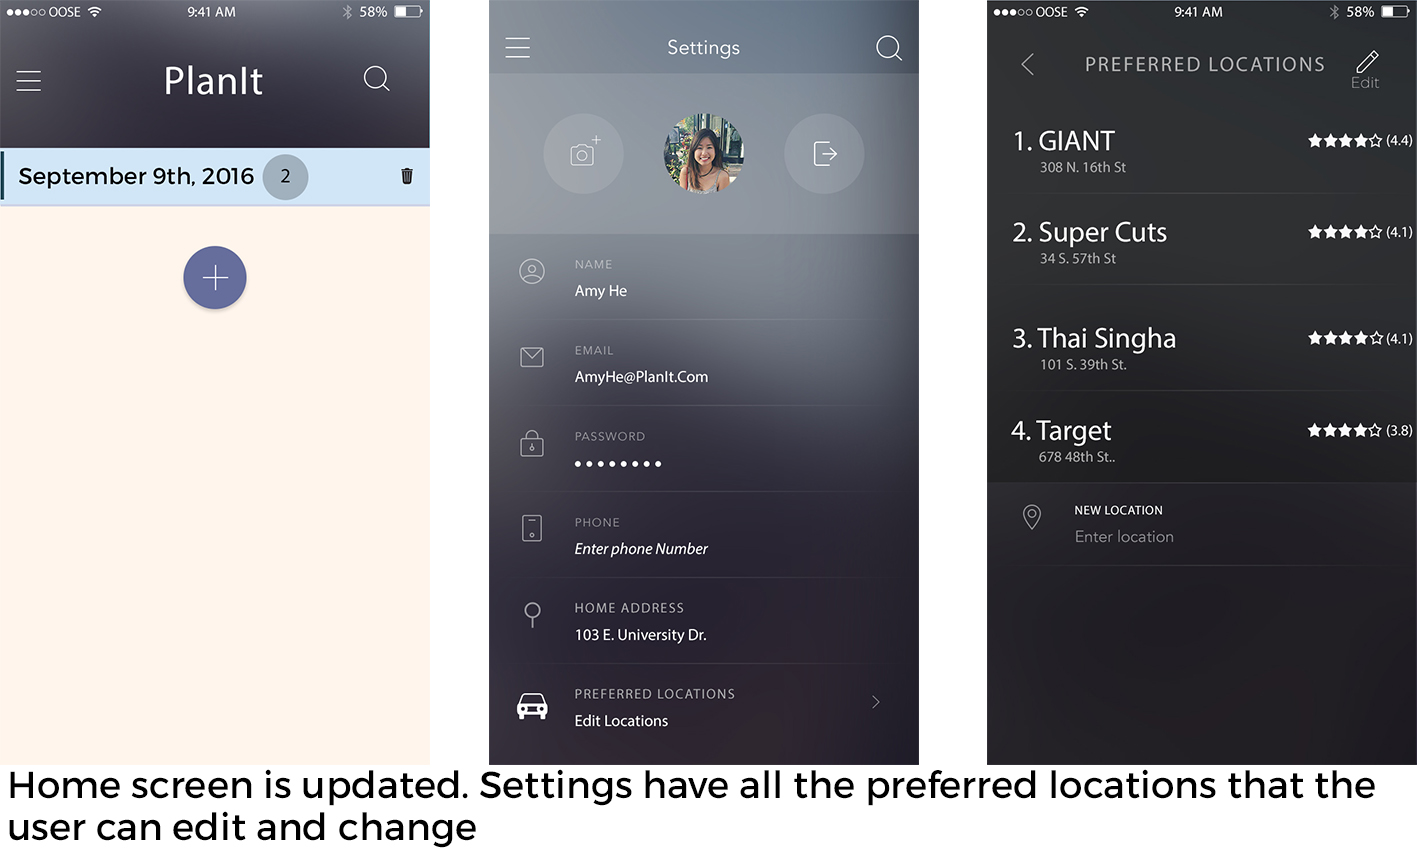 OOSE 9:41 AM 58%
PlanIt
September 9th, 2016 2
Settings
NAME
Amy He
EMAIL
AmyHe@PlanIt.Com
PASSWORD
PHONE
Enter phone Number
HOME ADDRESS
103 E. University Dr.
PREFERRED LOCATIONS
Edit Locations
OOSE 9:41 AM 58%
PREFERRED LOCATIONS
Edit
1. GIANT (4.4)
308 N. 16th St
2. Super Cuts (4.1)
34 S. 57th St
3. Thai Singha (4.1)
101 S. 39th St.
4. Target (3.8)
678 48th St..
NEW LOCATION
Enter location
Home screen is updated. Settings have all the preferred locations that the
user can edit and change